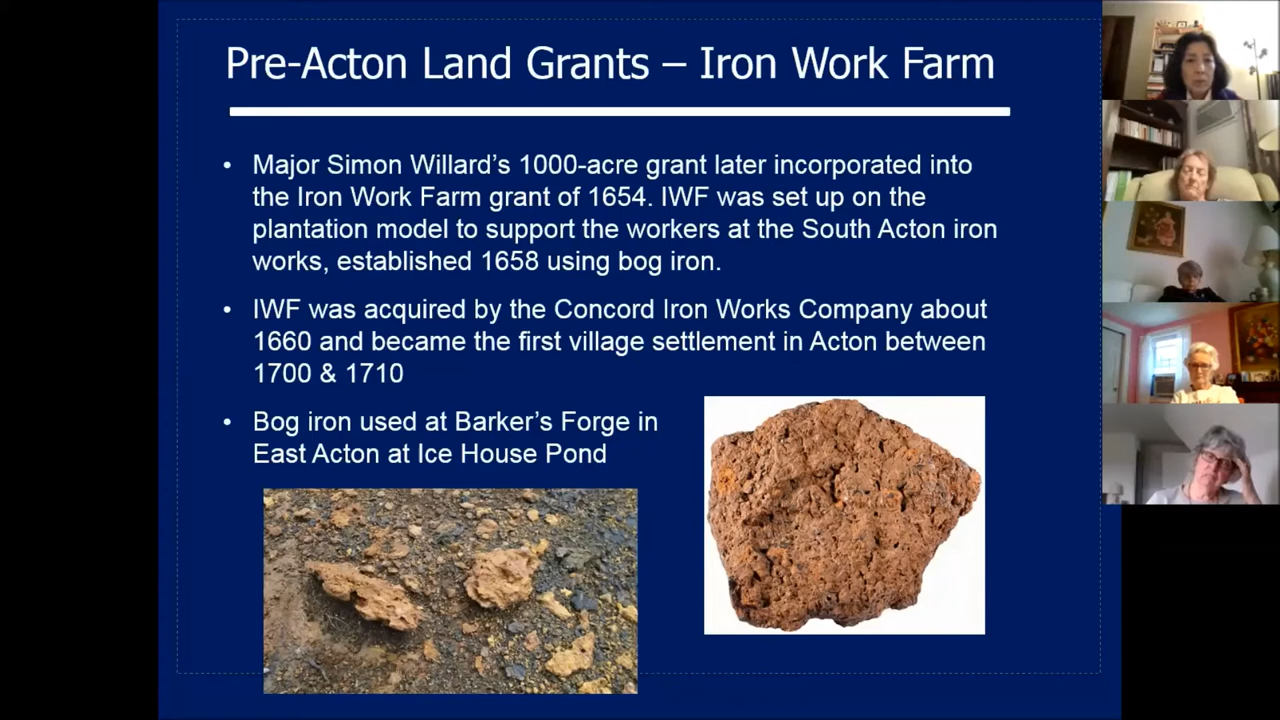 Pre-Acton Land Grants – Iron Work Farm
• Major Simon Willard’s 1000-acre grant later incorporated into
the Iron Work Farm grant of 1654. IWF was set up on the
plantation model to support the workers at the South Acton iron
works, established 1658 using bog iron.
• IWF was acquired by the Concord Iron Works Company about
1660 and became the first village settlement in Acton between
1700 & 1710
• Bog iron used at Barker’s Forge in
East Acton at Ice House Pond